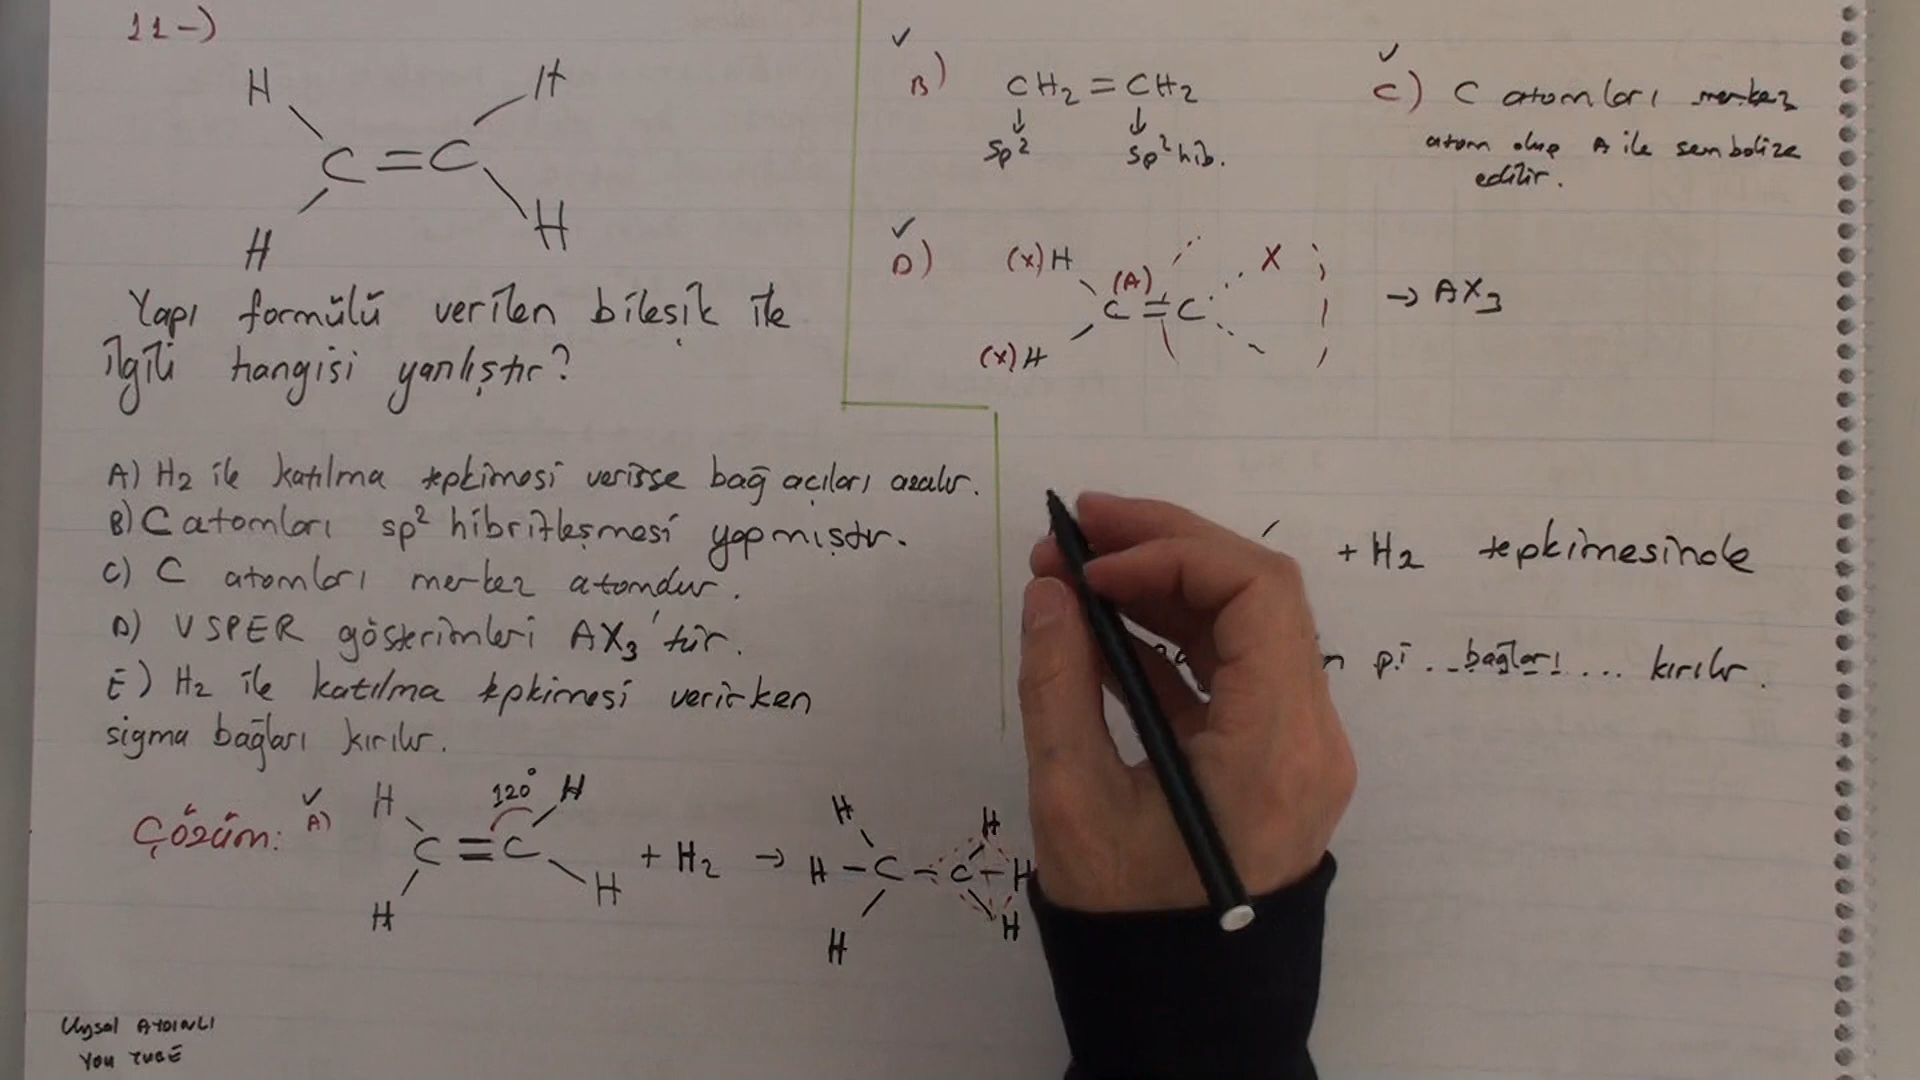 11-)
H H
C = C
H H
Yapı formülü verilen bileşik ile
ilgili hangisi yanlıştır?
A) H2 ile katılma tepkimesi verirse bağ açıları azalır.
B) C atomları sp² hibritleşmesi yapmıştır.
C) C atomları merkez atomdur.
D) VSPER gösterimleri AX3'tür.
E) H2 ile katılma tepkimesi verirken
sigma bağları kırılır.
Çözüm: A) 120°
H H
C = C + H2 → H - C - C - H
H H
H H
H H
B) CH2 = CH2
↓ ↓
sp² sp² hib.
C) C atomları merkez
atom olup A ile sembolize
edilir.
D) (x) H (A) X
C = C → AX3
(x) H
+ H2 tepkimesinde
pi .. bağları ... kırılır.
Uysal AYDINLI
YOU TUBE